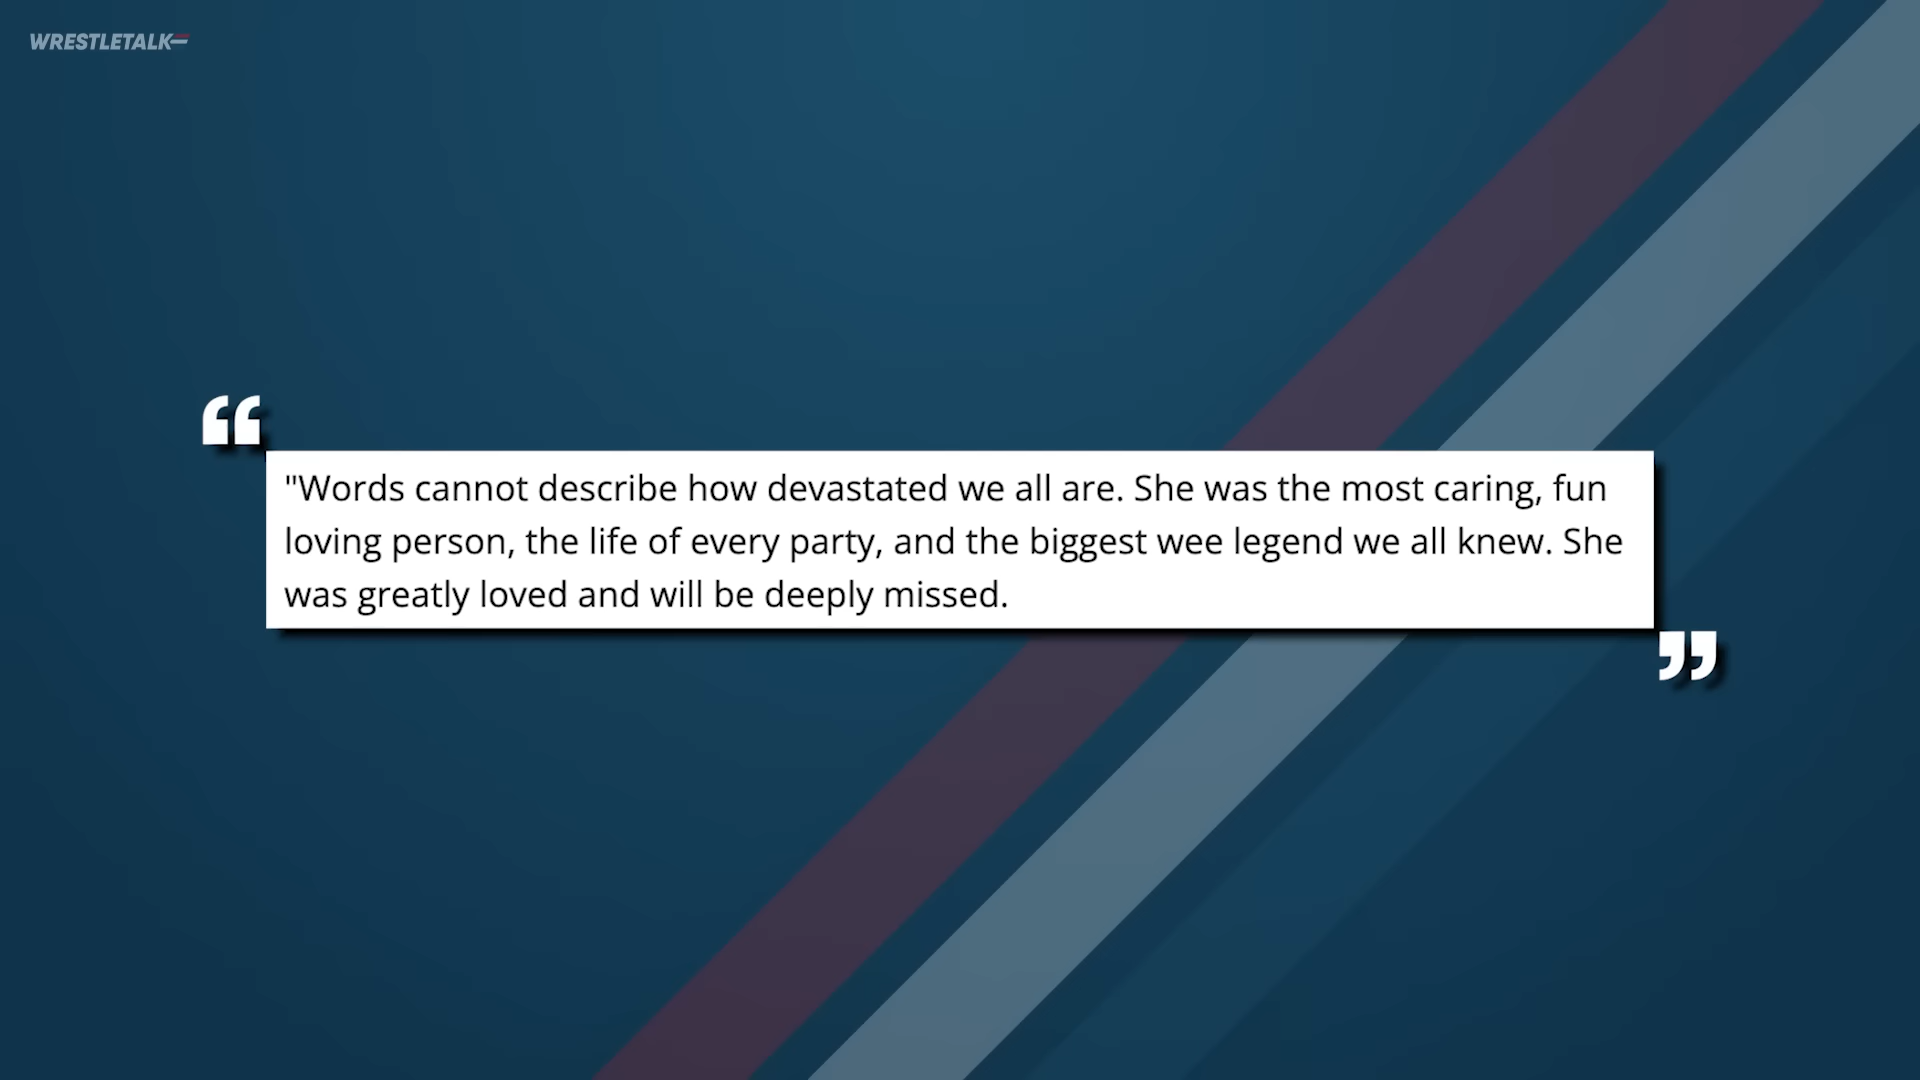 WRESTLETALK
“
"Words cannot describe how devastated we all are. She was the most caring, fun
loving person, the life of every party, and the biggest wee legend we all knew. She
was greatly loved and will be deeply missed.
”